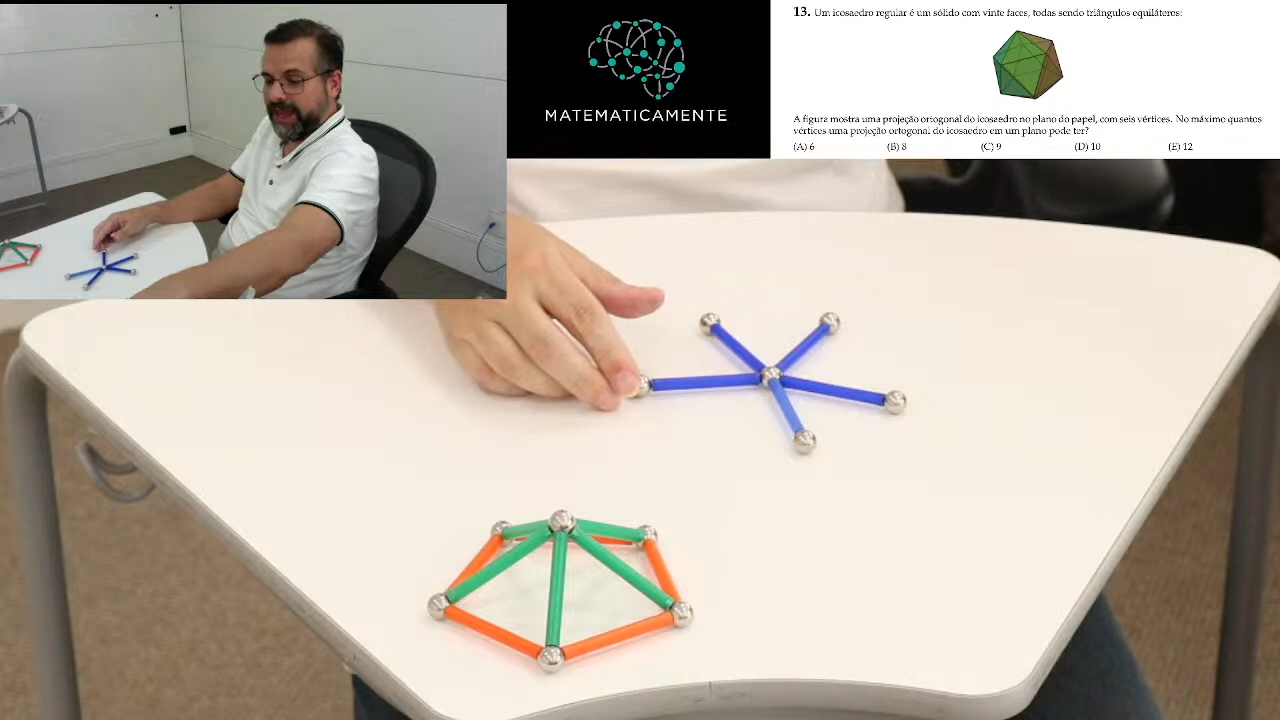 MATEMATICAMENTE
13. Um icosaedro regular é um sólido com vinte faces, todas sendo triângulos equiláteros:
A figura mostra uma projeção ortogonal do icosaedro no plano do papel, com seis vértices. No máximo quantos
vértices uma projeção ortogonal do icosaedro em um plano pode ter?
(A) 6 (B) 8 (C) 9 (D) 10 (E) 12